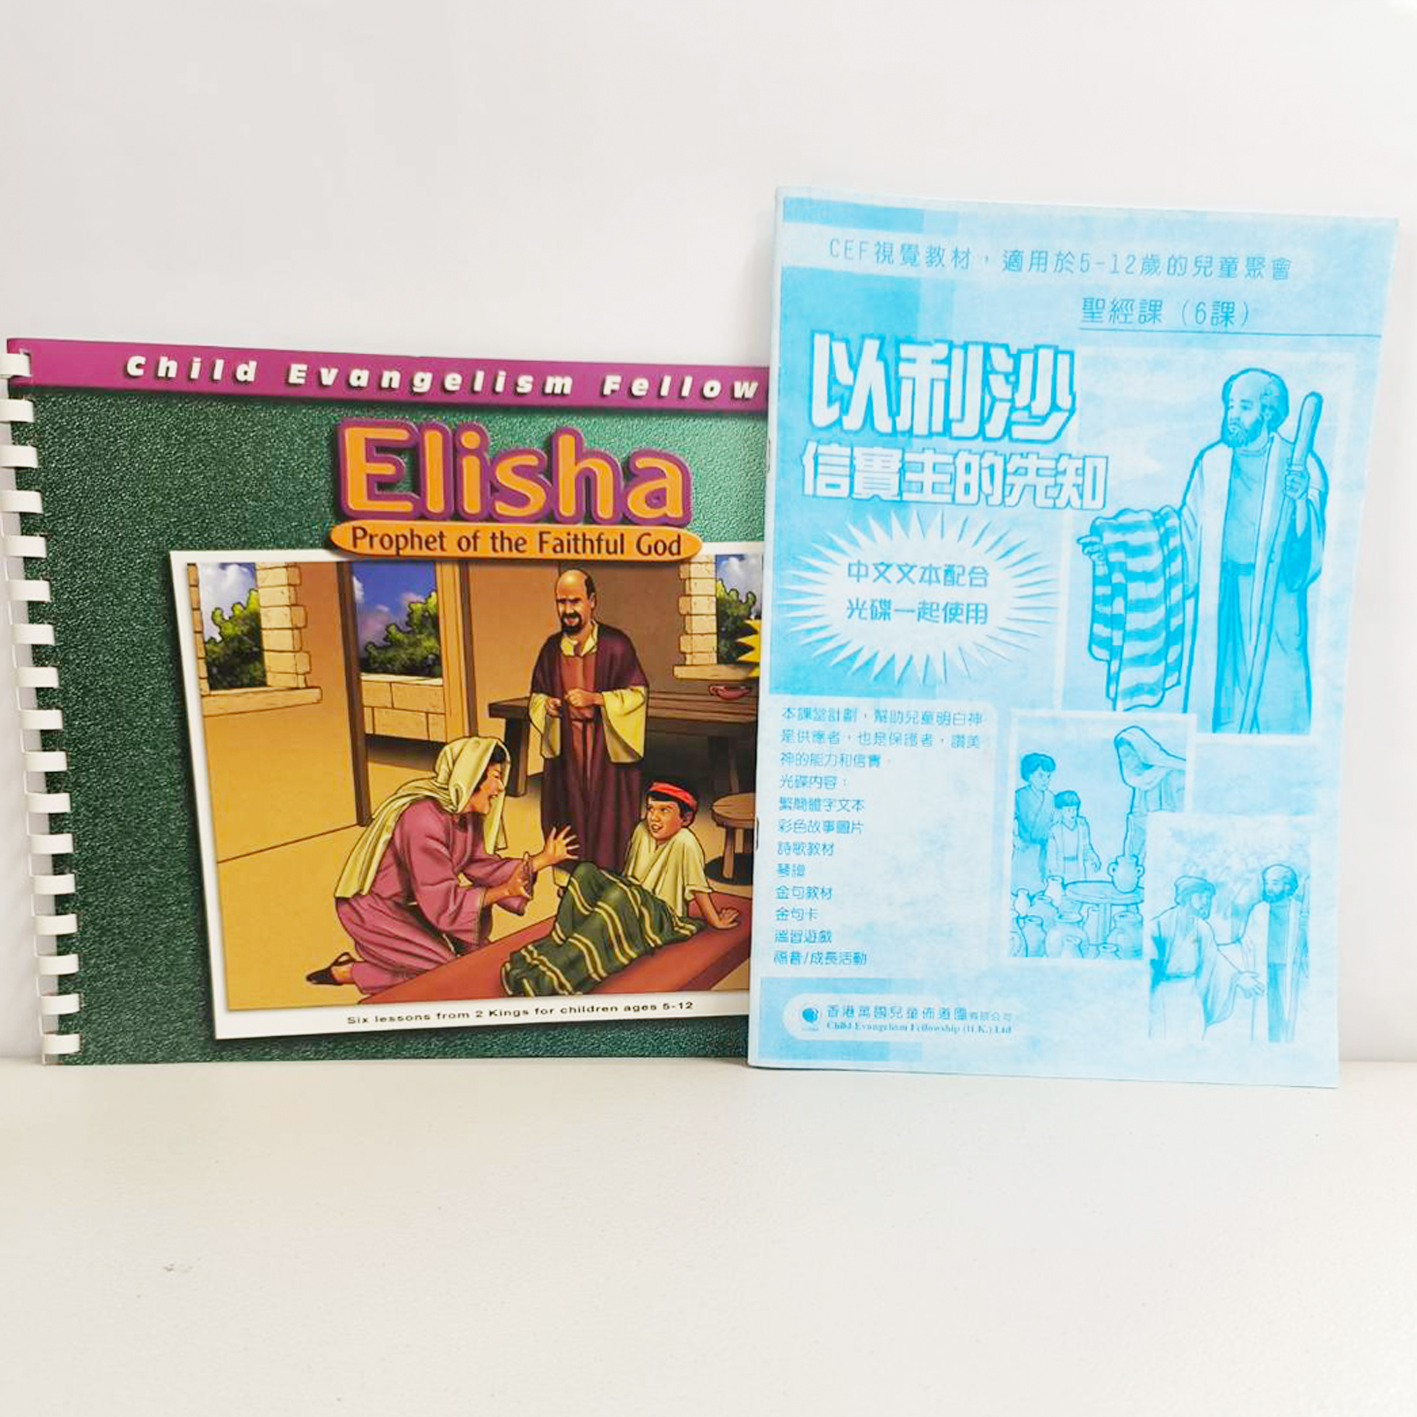 Child Evangelism Fellow
Elisha
Prophet of the Faithful God
Six lessons from 2 Kings for children ages 5-12
CEF視覺教材，適用於5-12歲的兒童聚會
聖經課（6課）
以利沙
信實主的先知
中文文本配合
光碟一起使用
本課堂計劃，幫助兒童明白神
是供應者，也是保護者，讚美
神的能力和信實。
光碟內容：
繁簡體字文本
彩色故事圖片
詩歌教材
琴譜
金句教材
金句卡
溫習遊戲
福音/成長活動
香港萬國兒童佈道團有限公司
Child Evangelism Fellowship (H.K.) Ltd